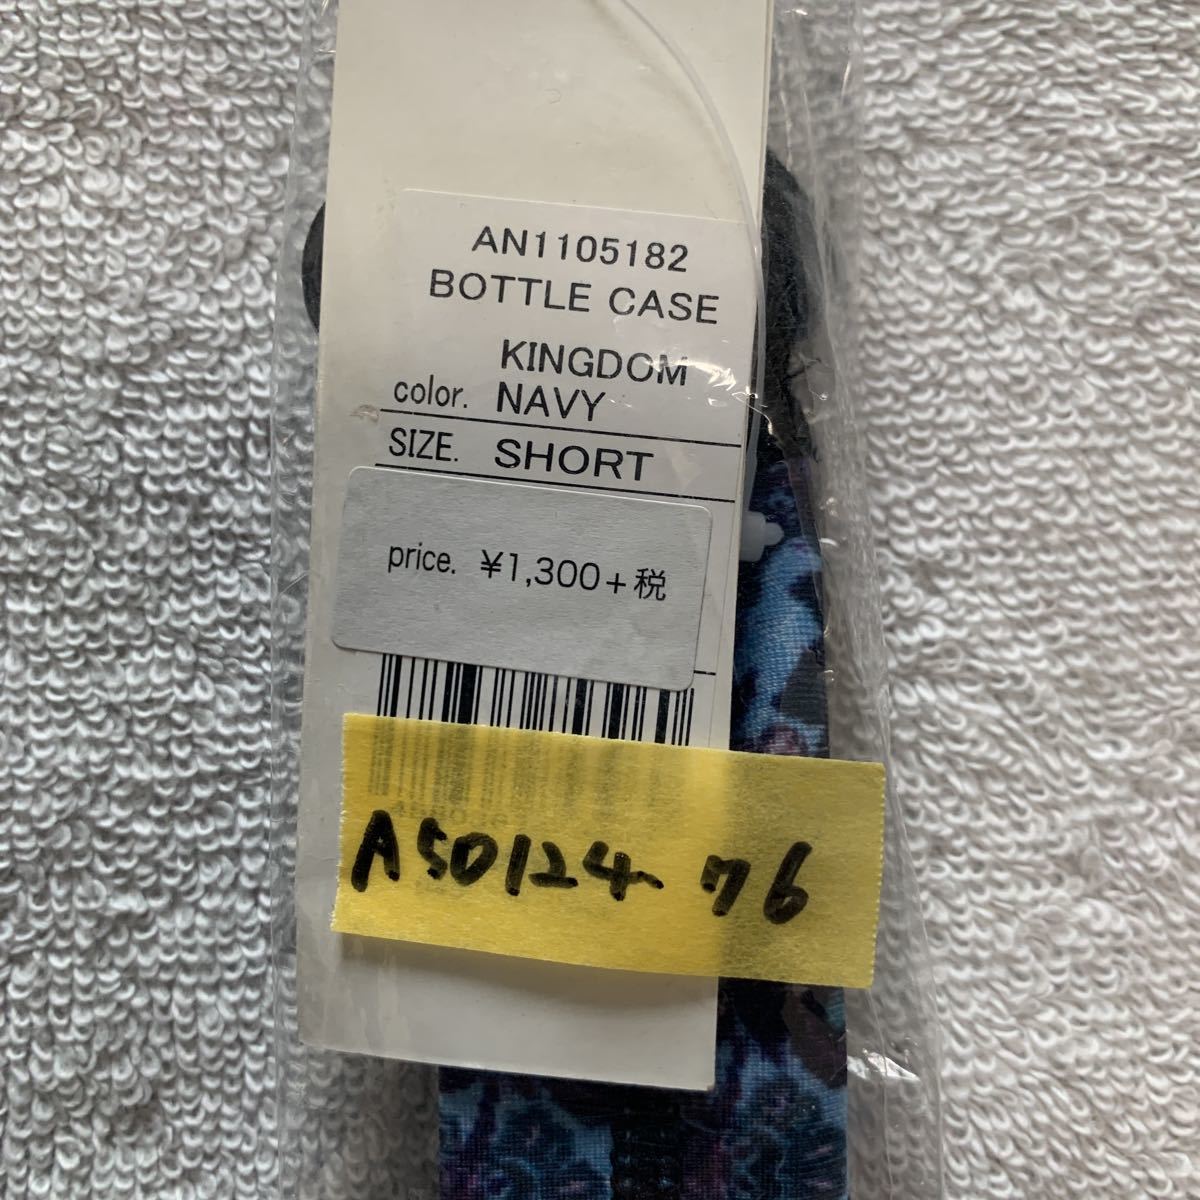 AN1105182
BOTTLE CASE
KINGDOM
color. NAVY
SIZE. SHORT
price. ¥1,300+税
A50124-76